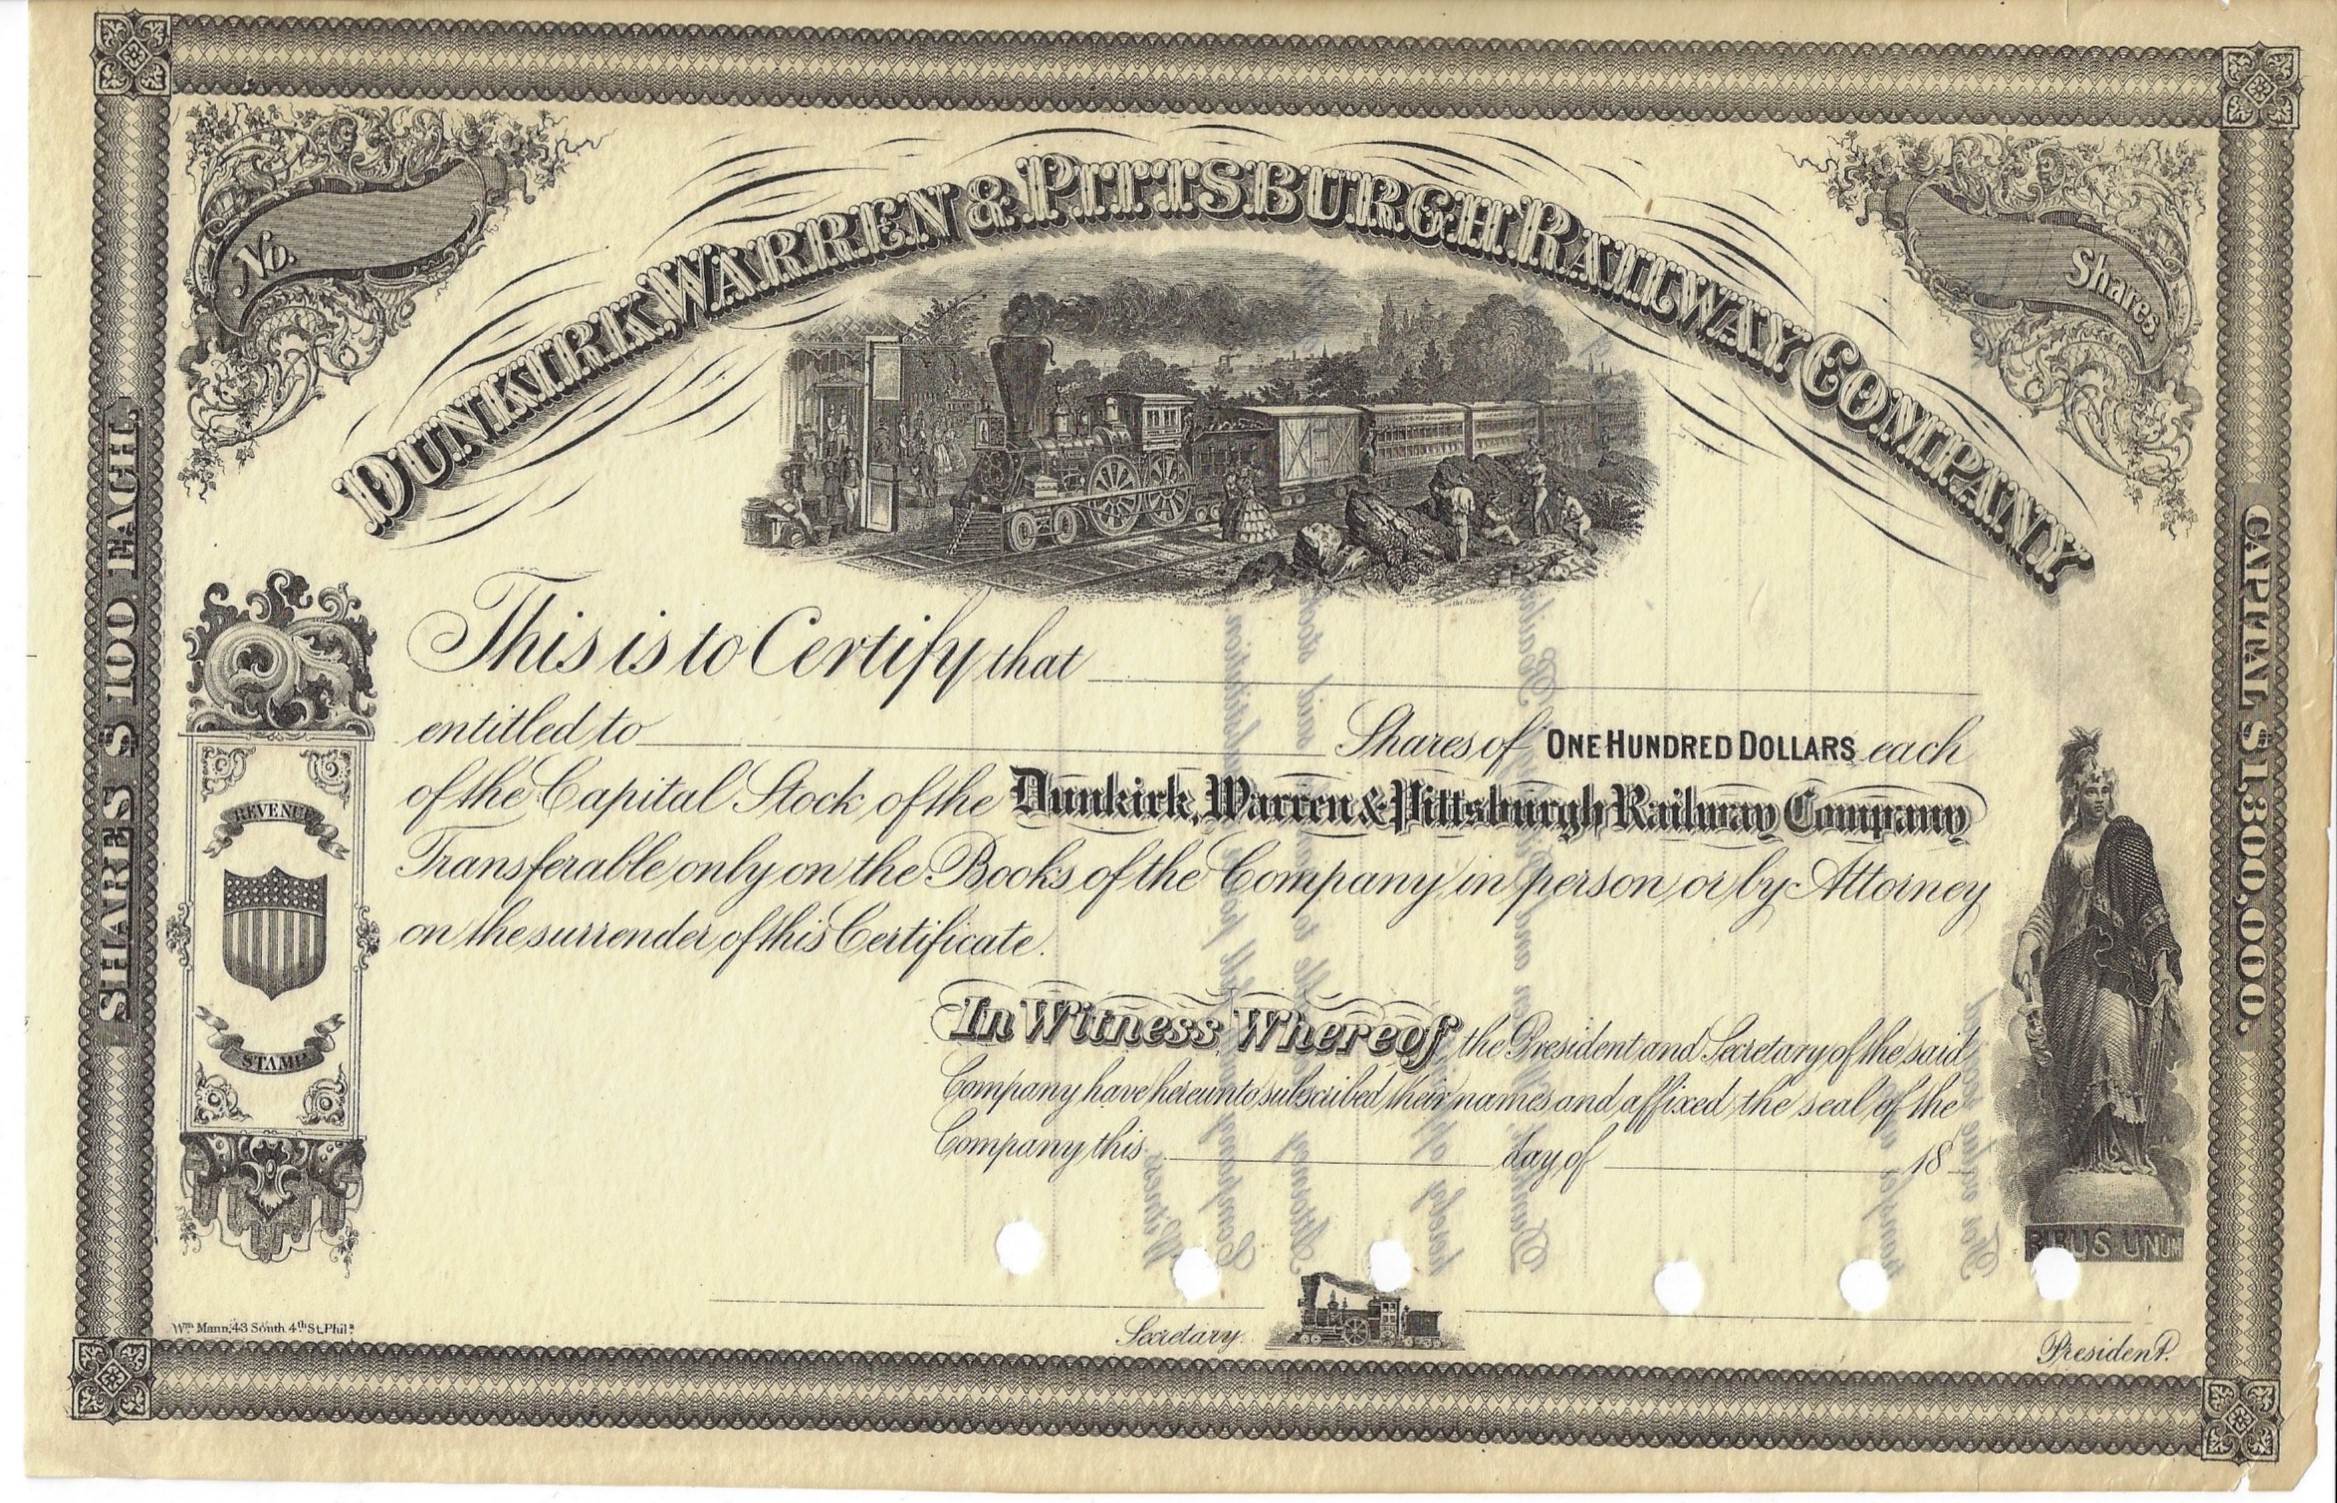 No.
Shares
DUNKIRK, WARREN & PITTSBURGH RAILWAY COMPANY
SHARES $100 EACH.
CAPITAL $1,300,000.
This is to Certify that
entitled to Shares of ONE HUNDRED DOLLARS each
of the Capital Stock of the Dunkirk, Warren & Pittsburgh Railway Company
Transferable only on the Books of the Company in person or by Attorney
on the surrender of this Certificate.
REVENUE
STAMP
In Witness Whereof the President and Secretary of the said
Company have hereunto subscribed their names and affixed the seal of the
Company this day of 18
UNUM
Wm. Mann, 43 South 4th St. Phila.
Secretary.
President.